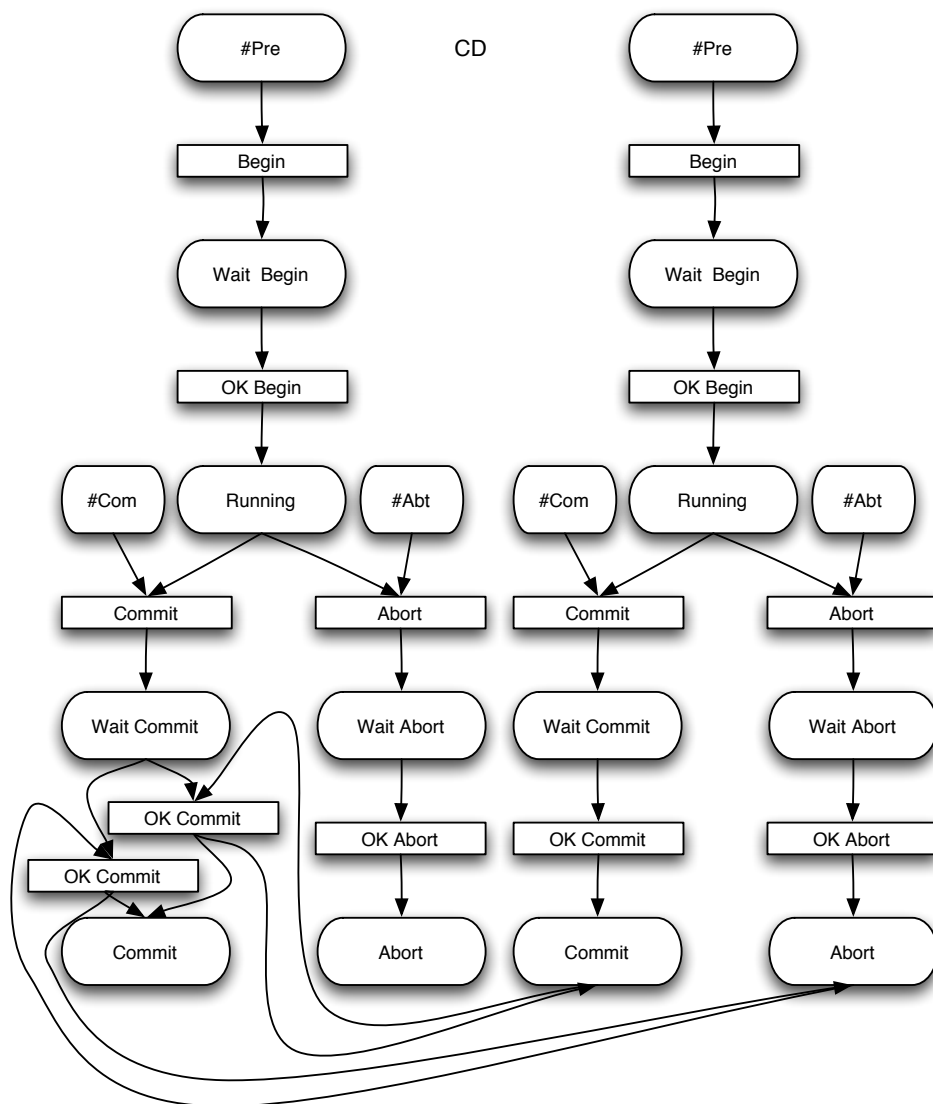 #Pre
CD
#Pre
Begin
Begin
Wait  Begin
Wait  Begin
OK Begin
OK Begin
#Com
Running
#Abt
#Com
Running
#Abt
Commit
Abort
Commit
Abort
Wait Commit
Wait Abort
Wait Commit
Wait Abort
OK Commit
OK Abort
OK Commit
OK Abort
OK Commit
Commit
Abort
Commit
Abort